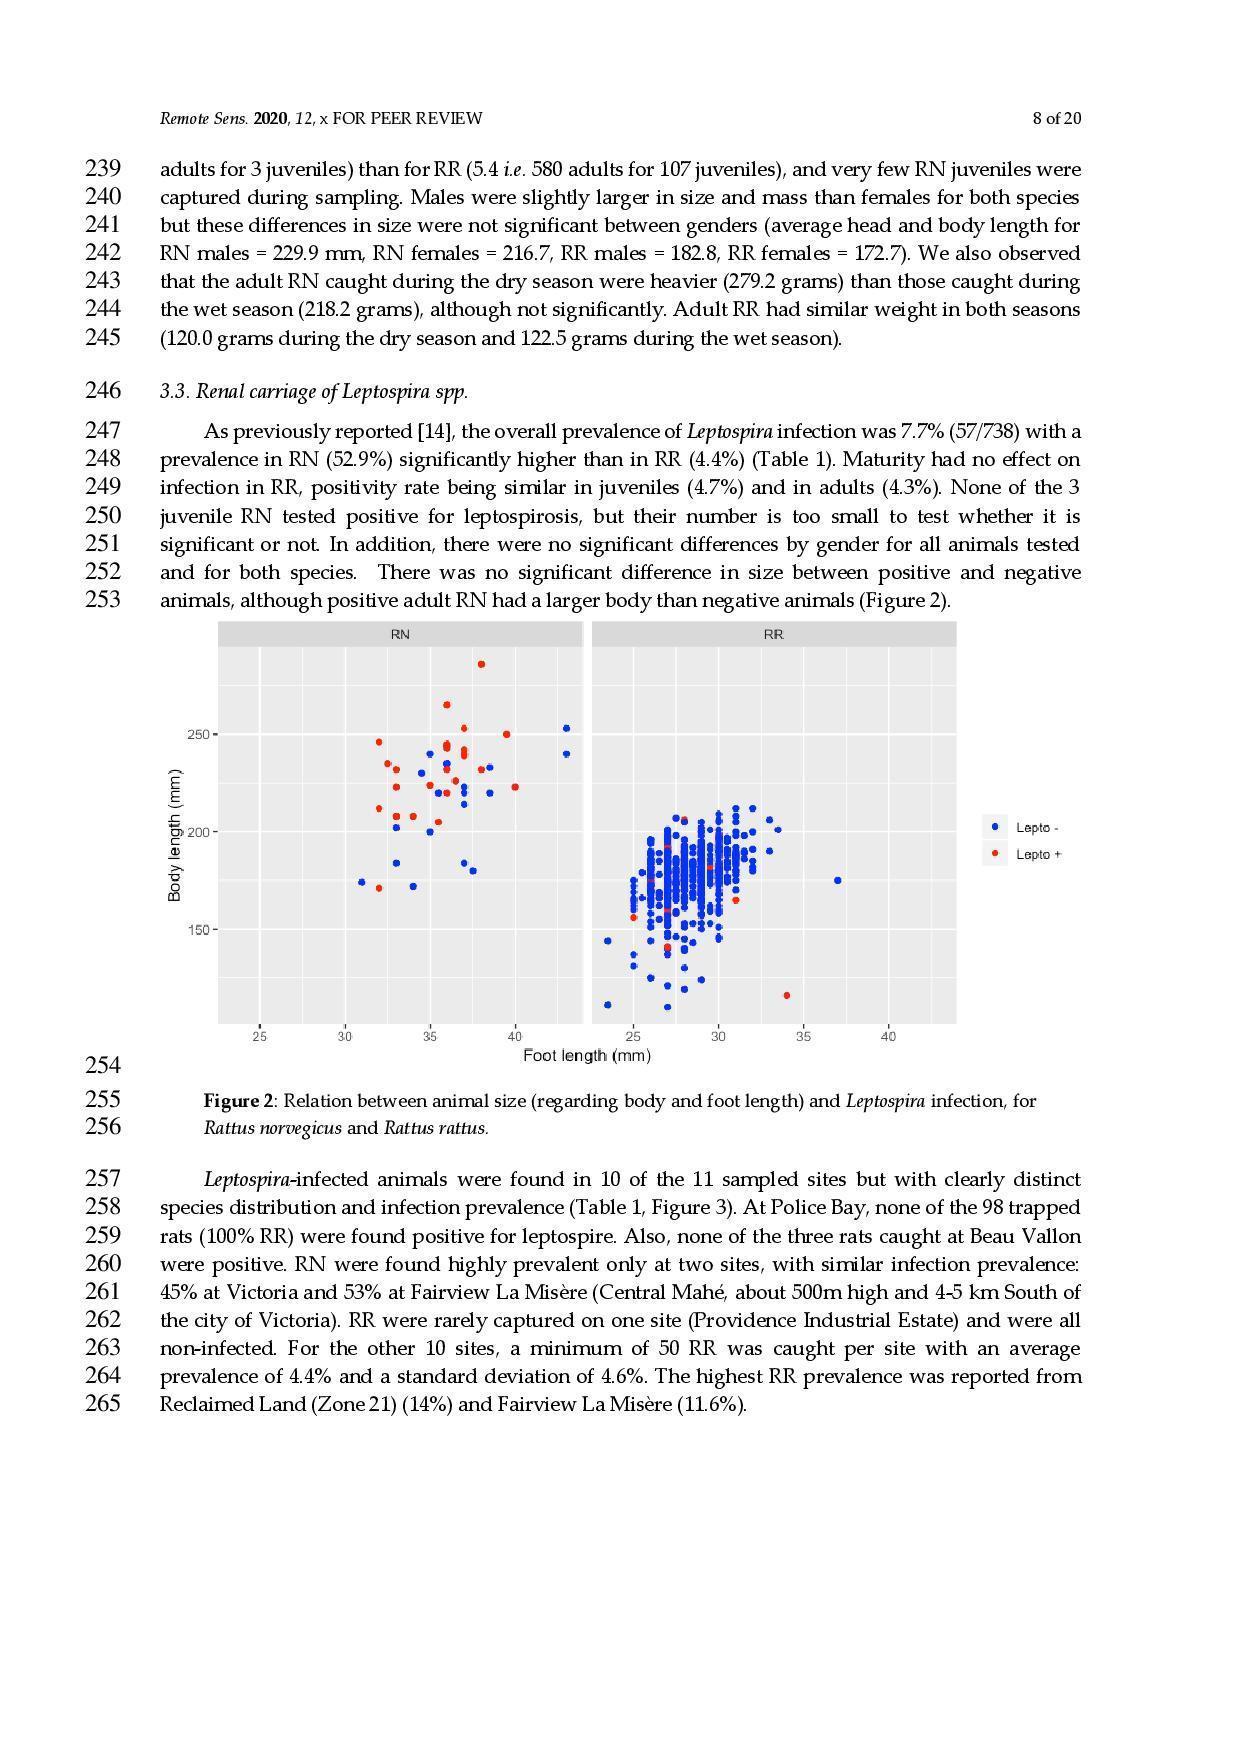 Remote Sens. 2020, 12, x FOR PEER REVIEW 8 of 20
239 adults for 3 juveniles) than for RR (5.4 i.e. 580 adults for 107 juveniles), and very few RN juveniles were
240 captured during sampling. Males were slightly larger in size and mass than females for both species
241 but these differences in size were not significant between genders (average head and body length for
242 RN males = 229.9 mm, RN females = 216.7, RR males = 182.8, RR females = 172.7). We also observed
243 that the adult RN caught during the dry season were heavier (279.2 grams) than those caught during
244 the wet season (218.2 grams), although not significantly. Adult RR had similar weight in both seasons
245 (120.0 grams during the dry season and 122.5 grams during the wet season).
246 3.3. Renal carriage of Leptospira spp.
247 As previously reported [14], the overall prevalence of Leptospira infection was 7.7% (57/738) with a
248 prevalence in RN (52.9%) significantly higher than in RR (4.4%) (Table 1). Maturity had no effect on
249 infection in RR, positivity rate being similar in juveniles (4.7%) and in adults (4.3%). None of the 3
250 juvenile RN tested positive for leptospirosis, but their number is too small to test whether it is
251 significant or not. In addition, there were no significant differences by gender for all animals tested
252 and for both species. There was no significant difference in size between positive and negative
253 animals, although positive adult RN had a larger body than negative animals (Figure 2).
RN RR
250
200
150
Body length (mm)
Lepto -
Lepto +
25 30 35 40 25 30 35 40
Foot length (mm)
254
255 Figure 2: Relation between animal size (regarding body and foot length) and Leptospira infection, for
256 Rattus norvegicus and Rattus rattus.
257 Leptospira-infected animals were found in 10 of the 11 sampled sites but with clearly distinct
258 species distribution and infection prevalence (Table 1, Figure 3). At Police Bay, none of the 98 trapped
259 rats (100% RR) were found positive for leptospire. Also, none of the three rats caught at Beau Vallon
260 were positive. RN were found highly prevalent only at two sites, with similar infection prevalence:
261 45% at Victoria and 53% at Fairview La Misère (Central Mahé, about 500m high and 4-5 km South of
262 the city of Victoria). RR were rarely captured on one site (Providence Industrial Estate) and were all
263 non-infected. For the other 10 sites, a minimum of 50 RR was caught per site with an average
264 prevalence of 4.4% and a standard deviation of 4.6%. The highest RR prevalence was reported from
265 Reclaimed Land (Zone 21) (14%) and Fairview La Misère (11.6%).